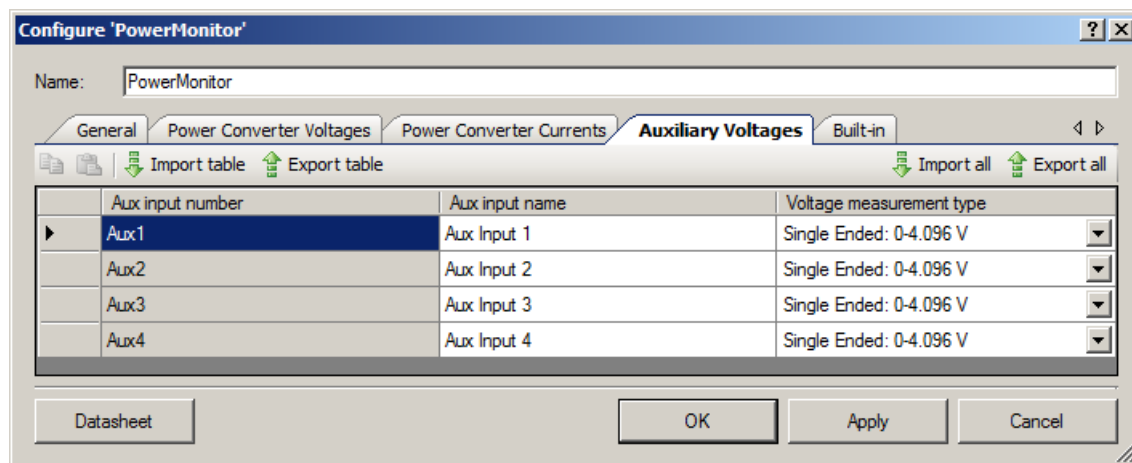 Configure 'PowerMonitor'
Name: PowerMonitor
General Power Converter Voltages Power Converter Currents Auxiliary Voltages Built-in
Import table Export table Import all Export all
Aux input number Aux input name Voltage measurement type
Aux1 Aux Input 1 Single Ended: 0-4.096 V
Aux2 Aux Input 2 Single Ended: 0-4.096 V
Aux3 Aux Input 3 Single Ended: 0-4.096 V
Aux4 Aux Input 4 Single Ended: 0-4.096 V
Datasheet OK Apply Cancel